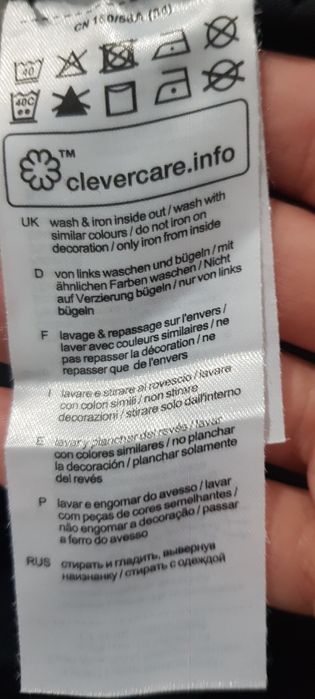 40
40C
TM
clevercare.info
UK wash & iron inside out / wash with
similar colours / do not iron on
decoration / only iron from inside
D von links waschen und bügeln / mit
ähnlichen Farben waschen / Nicht
auf Verzierung bügeln / nur von links
bügeln
F lavage & repassage sur l'envers /
laver avec couleurs similaires / ne
pas repasser la décoration / ne
repasser que de l'envers
I lavare e stirare al rovescio / lavare
con colori simili / non stirare
decorazioni / stirare solo dall'interno
E lavar y planchar del revés / lavar
con colores similares / no planchar
la decoración / planchar solamente
del revés
P lavar e engomar do avesso / lavar
com peças de cores semelhantes /
não engomar a decoração / passar
a ferro do avesso
RUS стирать и гладить, вывернув
наизнанку / стирать с одеждой